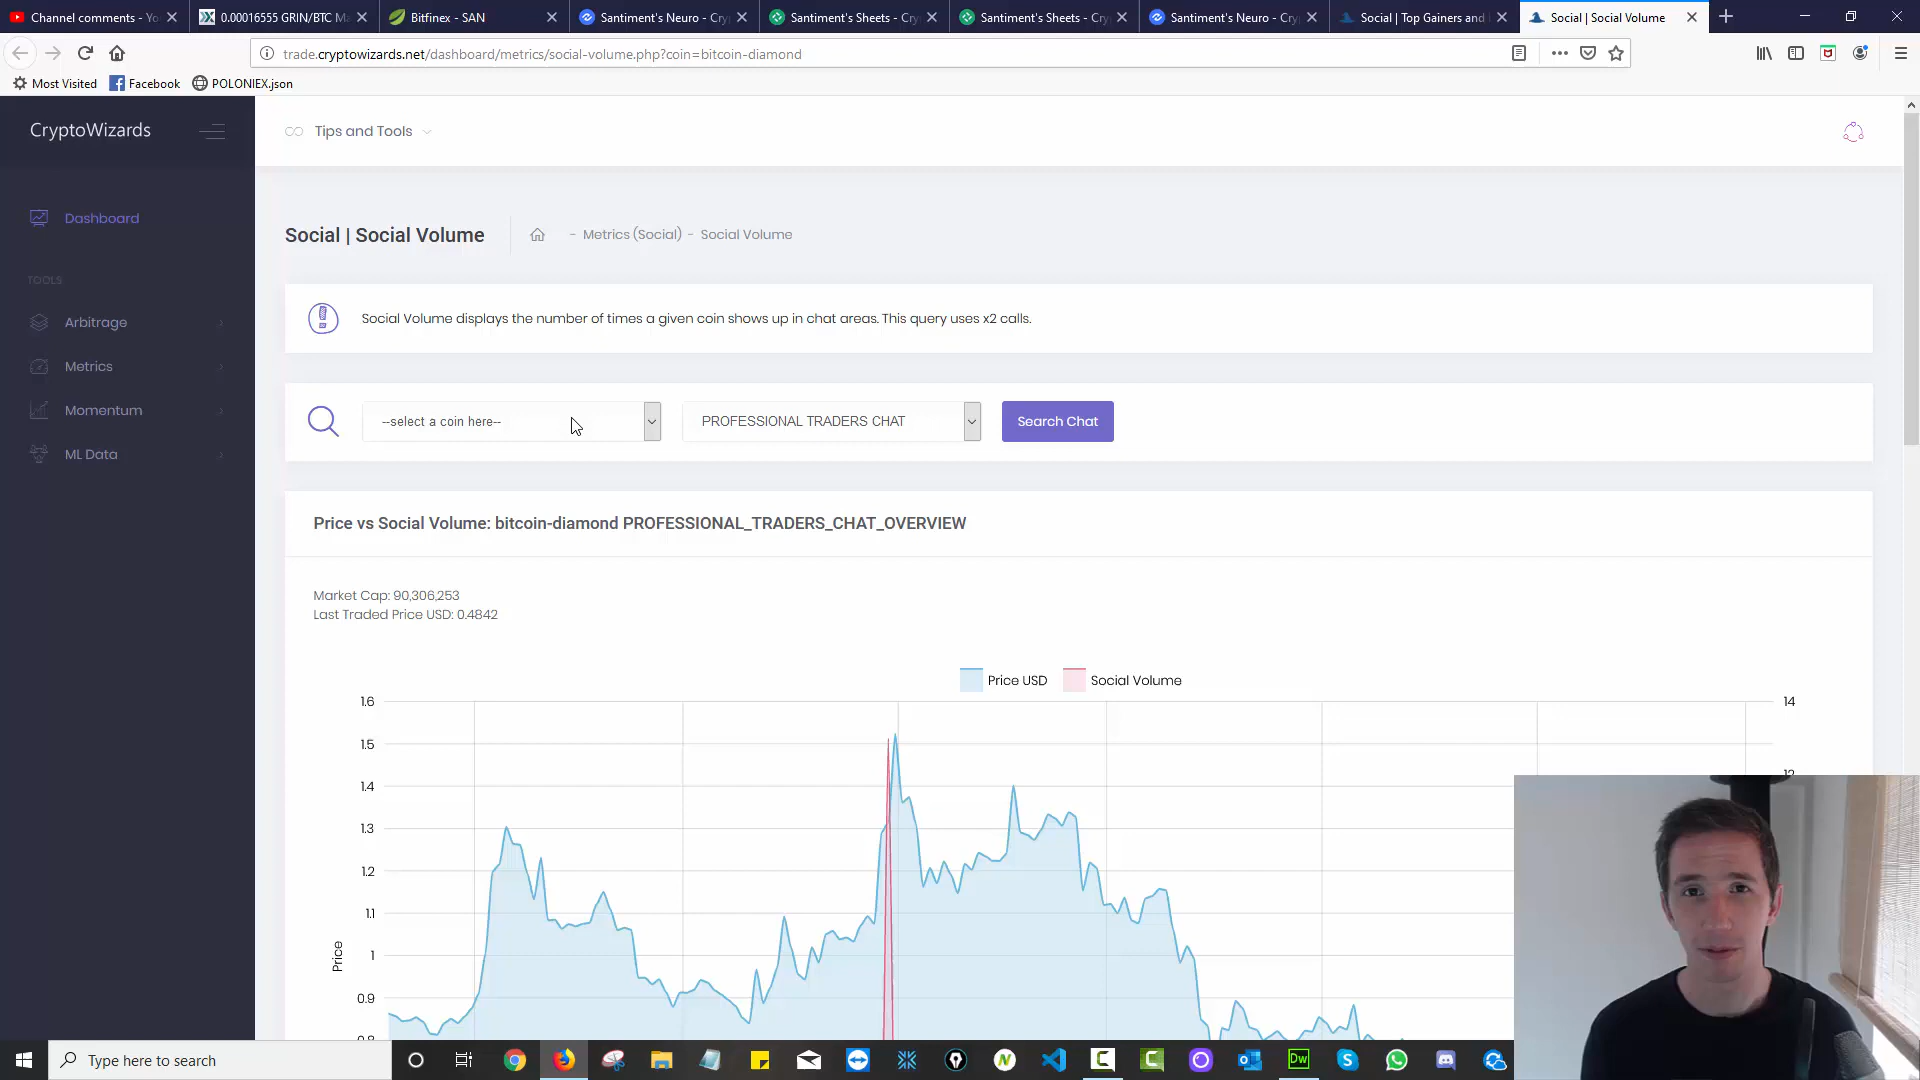 Channel comments - Yo
0.00016555 GRIN/BTC Ma
Bitfinex - SAN
Santiment's Neuro - Cry
Santiment's Sheets - Cry
Santiment's Sheets - Cry
Santiment's Neuro - Cry
Social | Top Gainers and
Social | Social Volume
trade.cryptowizards.net/dashboard/metrics/social-volume.php?coin=bitcoin-diamond
Most Visited
Facebook
POLONIEX.json
CryptoWizards
Tips and Tools
Dashboard
Social | Social Volume
- Metrics (Social) - Social Volume
TOOLS
Arbitrage
Metrics
Momentum
ML Data
Social Volume displays the number of times a given coin shows up in chat areas. This query uses x2 calls.
--select a coin here--
PROFESSIONAL TRADERS CHAT
Search Chat
Price vs Social Volume: bitcoin-diamond PROFESSIONAL_TRADERS_CHAT_OVERVIEW
Market Cap: 90,306,253
Last Traded Price USD: 0.4842
Price USD
Social Volume
1.6
1.5
1.4
1.3
1.2
1.1
1
0.9
Price
14
Type here to search
Dw